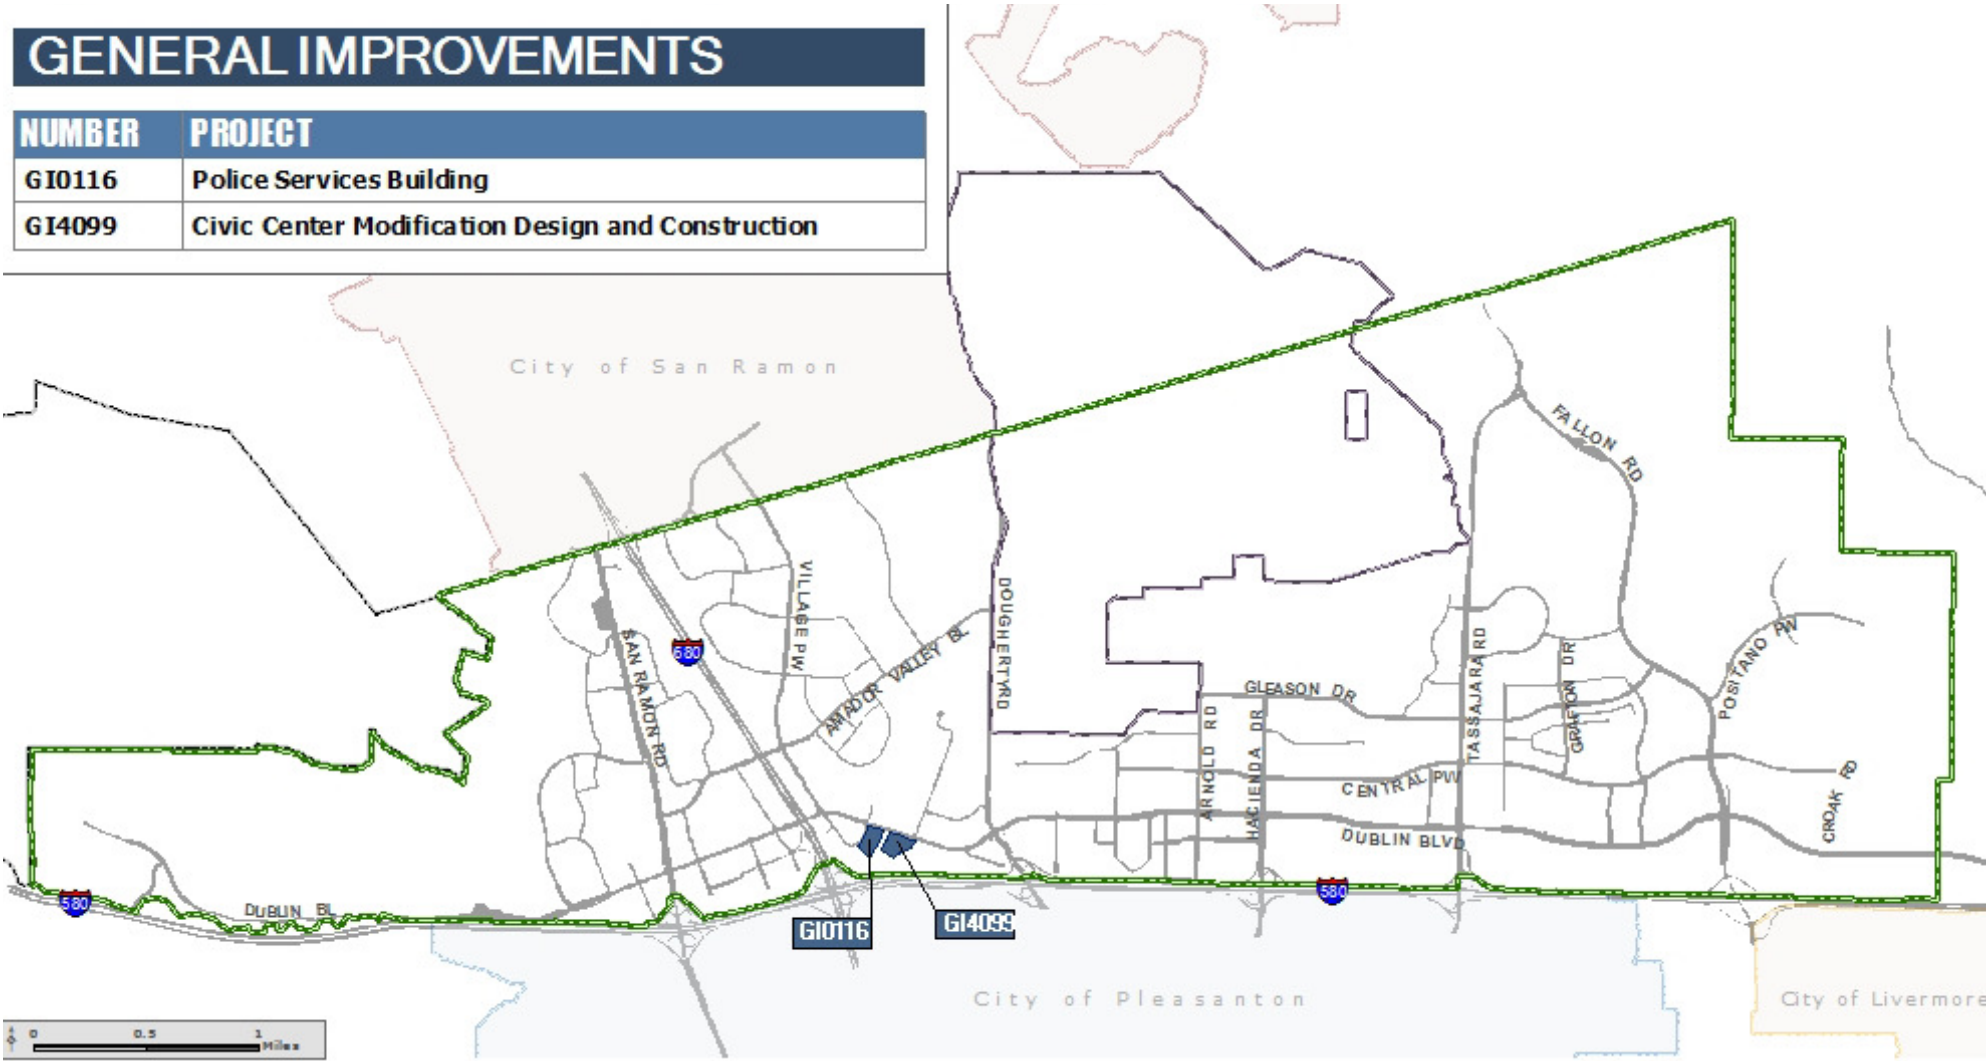 GENERAL IMPROVEMENTS
NUMBER PROJECT
GI0116 Police Services Building
GI4099 Civic Center Modification Design and Construction
City of San Ramon
FALLON RD
VILLAGE PW
DOUGHERTY RD
680
SAN RAMON RD
AMADOR VALLEY BL
TASSAJARA RD
GRAFTON DR
POSITANO PW
GLEASON DR
ARNOLD RD
HACIENDA DR
CENTRAL PW
CROAK RD
DUBLIN BLVD
580
580
DUBLIN BL
GI0116
GI4099
City of Pleasanton
City of Livermore
0 0.5 1
Miles